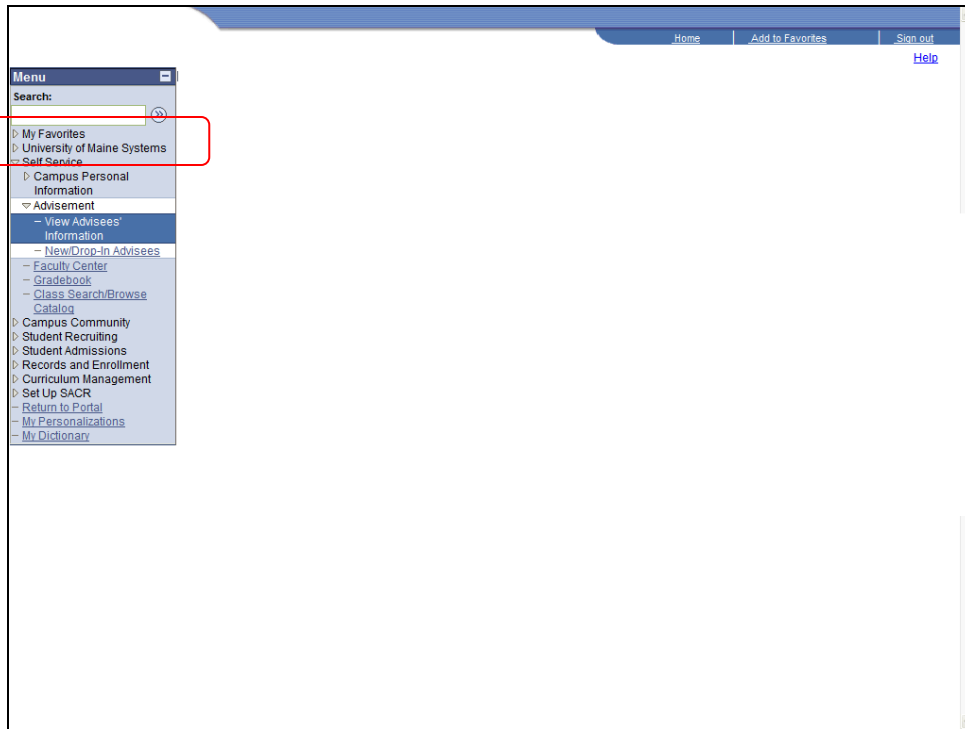 Home
Add to Favorites
Sign out
Help
Menu
Search:
My Favorites
University of Maine Systems
Self Service
Campus Personal
Information
Advisement
View Advisees'
Information
New/Drop-In Advisees
Faculty Center
Gradebook
Class Search/Browse
Catalog
Campus Community
Student Recruiting
Student Admissions
Records and Enrollment
Curriculum Management
Set Up SACR
Return to Portal
My Personalizations
My Dictionary